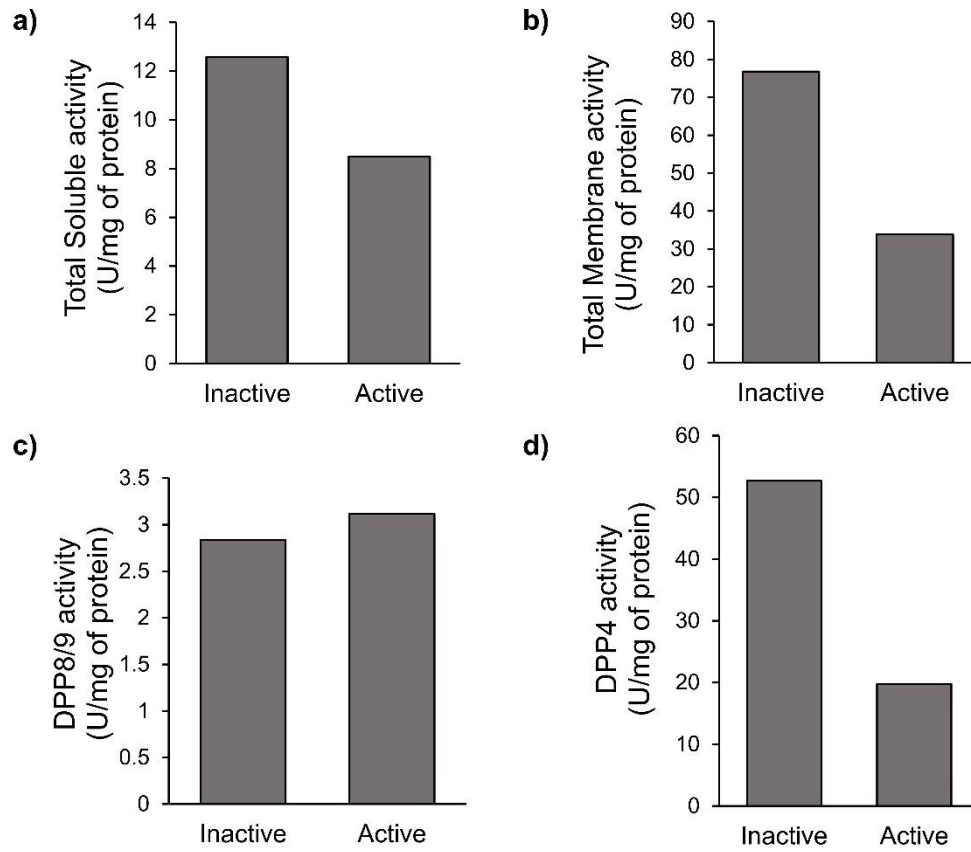 a)
Total Soluble activity
(U/mg of protein)
14
12
10
8
6
4
2
0
Inactive Active
b)
Total Membrane activity
(U/mg of protein)
90
80
70
60
50
40
30
20
10
0
Inactive Active
c)
DPP8/9 activity
(U/mg of protein)
3.5
3
2.5
2
1.5
1
0.5
0
Inactive Active
d)
DPP4 activity
(U/mg of protein)
60
50
40
30
20
10
0
Inactive Active